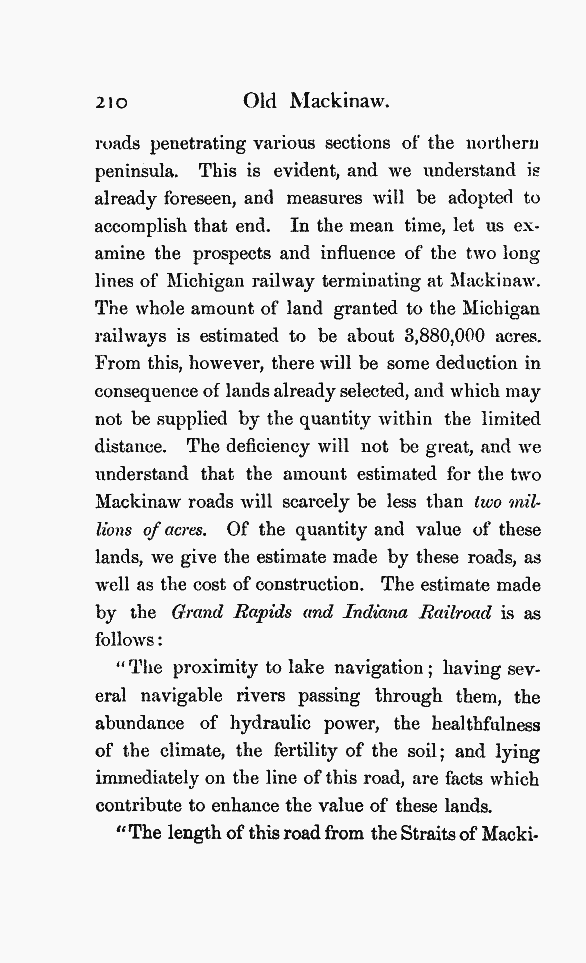 210 Old Mackinaw.
roads penetrating various sections of the northern
peninsula. This is evident, and we understand is
already foreseen, and measures will be adopted to
accomplish that end. In the mean time, let us ex-
amine the prospects and influence of the two long
lines of Michigan railway terminating at Mackinaw.
The whole amount of land granted to the Michigan
railways is estimated to be about 3,880,000 acres.
From this, however, there will be some deduction in
consequence of lands already selected, and which may
not be supplied by the quantity within the limited
distance. The deficiency will not be great, and we
understand that the amount estimated for the two
Mackinaw roads will scarcely be less than two mil-
lions of acres. Of the quantity and value of these
lands, we give the estimate made by these roads, as
well as the cost of construction. The estimate made
by the Grand Rapids and Indiana Railroad is as
follows:
"The proximity to lake navigation; having sev-
eral navigable rivers passing through them, the
abundance of hydraulic power, the healthfulness
of the climate, the fertility of the soil; and lying
immediately on the line of this road, are facts which
contribute to enhance the value of these lands.
"The length of this road from the Straits of Macki-